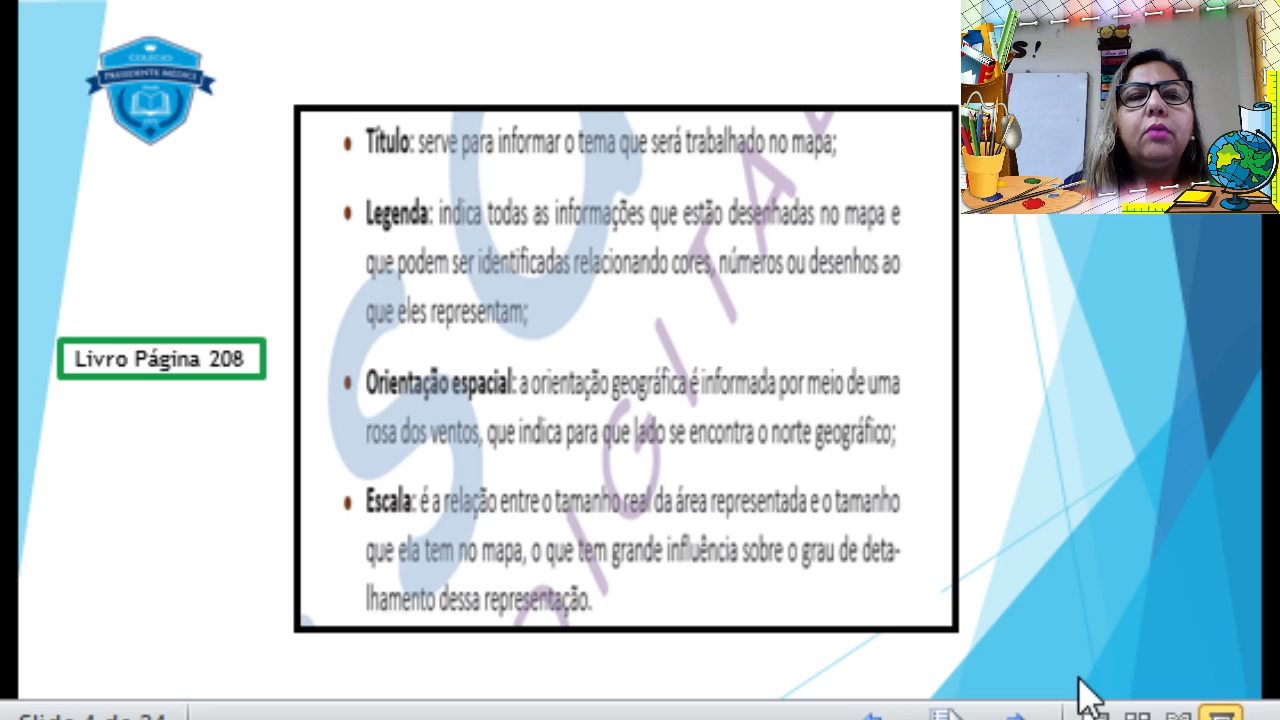 COLÉGIO
PRESIDENTE MÉDICI
S!
Título: serve para informar o tema que será trabalhado no mapa;
Legenda: indica todas as informações que estão desenhadas no mapa e
que podem ser identificadas relacionando cores, números ou desenhos ao
que eles representam;
Livro Página 208
Orientação espacial: a orientação geográfica é informada por meio de uma
rosa dos ventos, que indica para que lado se encontra o norte geográfico;
Escala: é a relação entre o tamanho real da área representada e o tamanho
que ela tem no mapa, o que tem grande influência sobre o grau de deta-
lhamento dessa representação.
DIGITA
Slide 4 de 24